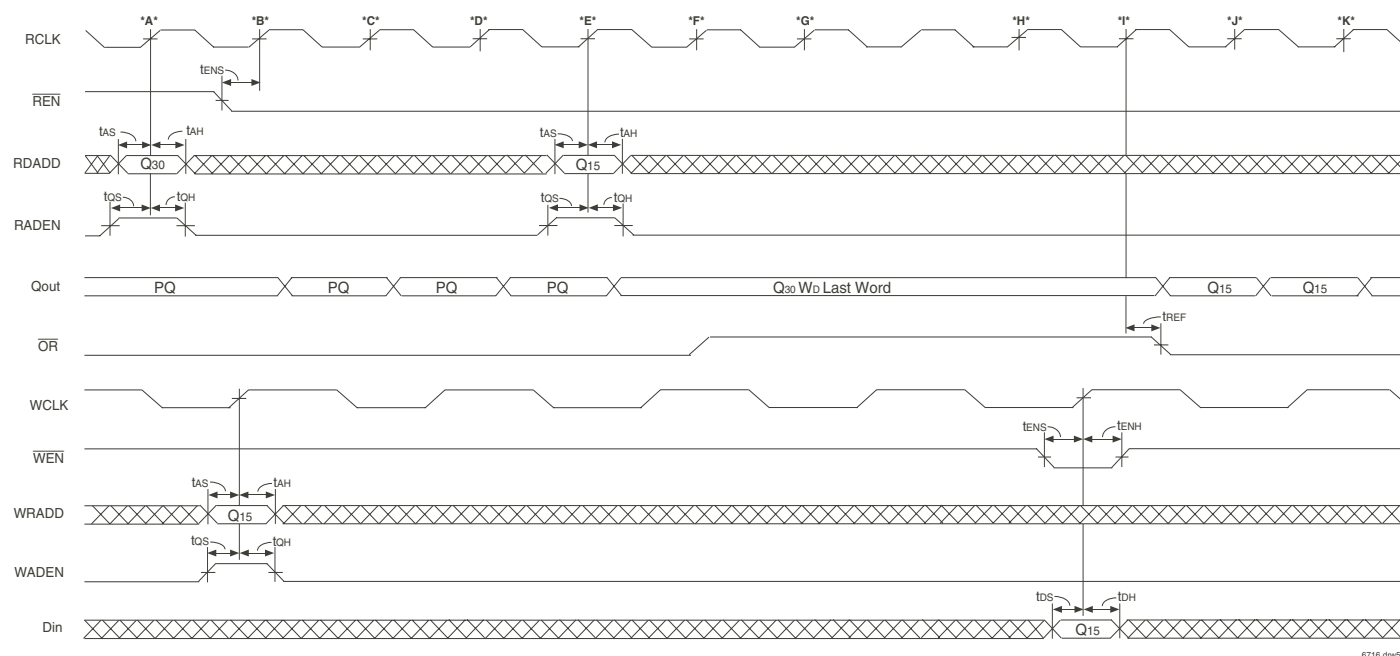 *A* *B* *C* *D* *E* *F* *G* *H* *I* *J* *K*
RCLK
tENS
REN
tAS tAH tAS tAH
RDADD Q30 Q15
tQS tQH tQS tQH
RADEN
Qout PQ PQ PQ PQ Q30 WD Last Word Q15 Q15
tREF
OR
WCLK
tENS tENH
WEN
tAS tAH
WRADD Q15
tQS tQH
WADEN
tDS tDH
Din Q15